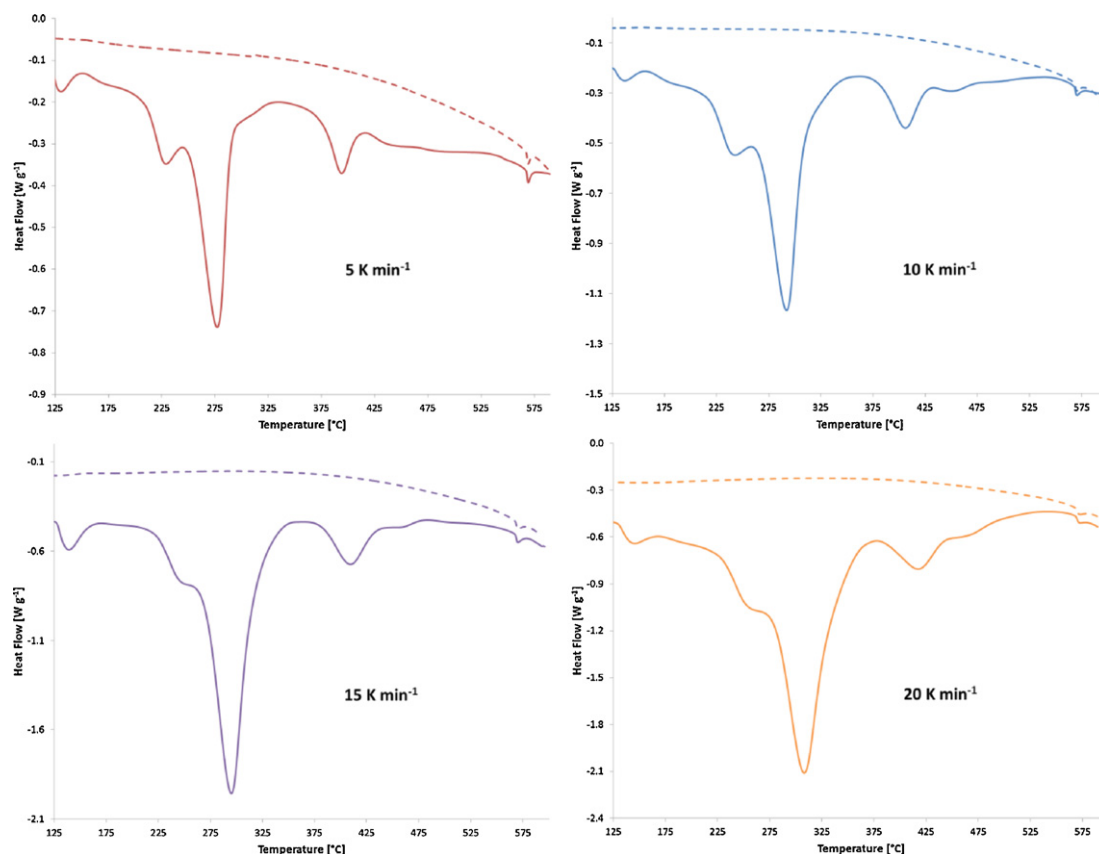 0.0
-0.1
-0.2
-0.3
-0.4
-0.5
-0.6
-0.7
-0.8
-0.9
Heat Flow [W g⁻¹]
5 K min⁻¹
125 175 225 275 325 375 425 475 525 575
Temperature [°C]
-0.1
-0.3
-0.5
-0.7
-0.9
-1.1
-1.3
-1.5
Heat Flow [W g⁻¹]
10 K min⁻¹
125 175 225 275 325 375 425 475 525 575
Temperature [°C]
-0.1
-0.6
-1.1
-1.6
-2.1
Heat Flow [W g⁻¹]
15 K min⁻¹
125 175 225 275 325 375 425 475 525 575
Temperature [°C]
0.0
-0.3
-0.6
-0.9
-1.2
-1.5
-1.8
-2.1
-2.4
Heat Flow [W g⁻¹]
20 K min⁻¹
125 175 225 275 325 375 425 475 525 575
Temperature [°C]